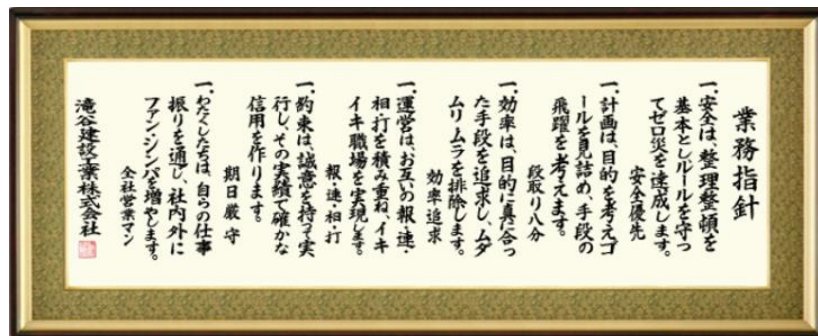 業務指針
一、安全は、整理整頓を
基本としルールを守っ
てゼロ災を達成します。
安全優先
一、計画は、目的を考えゴ
ールを見詰め、手段の
飛躍を考えます。
段取り八分
一、効率は、目的に真に合っ
た手段を追求し、ムダ
ムリムラを排除します。
効率追求
一、運営は、お互いの報・連・
相・打を積み重ね、イキ
イキ職場を実現します。
報・連・相・打
一、約束は、誠意を持って実
行し、その実績で確かな
信用を作ります。
期日厳守
一、わたくしたちは、自らの仕事
振りを通し、社内外に
ファン・シンパを増やします。
全社営業マン
滝谷建設工業株式会社